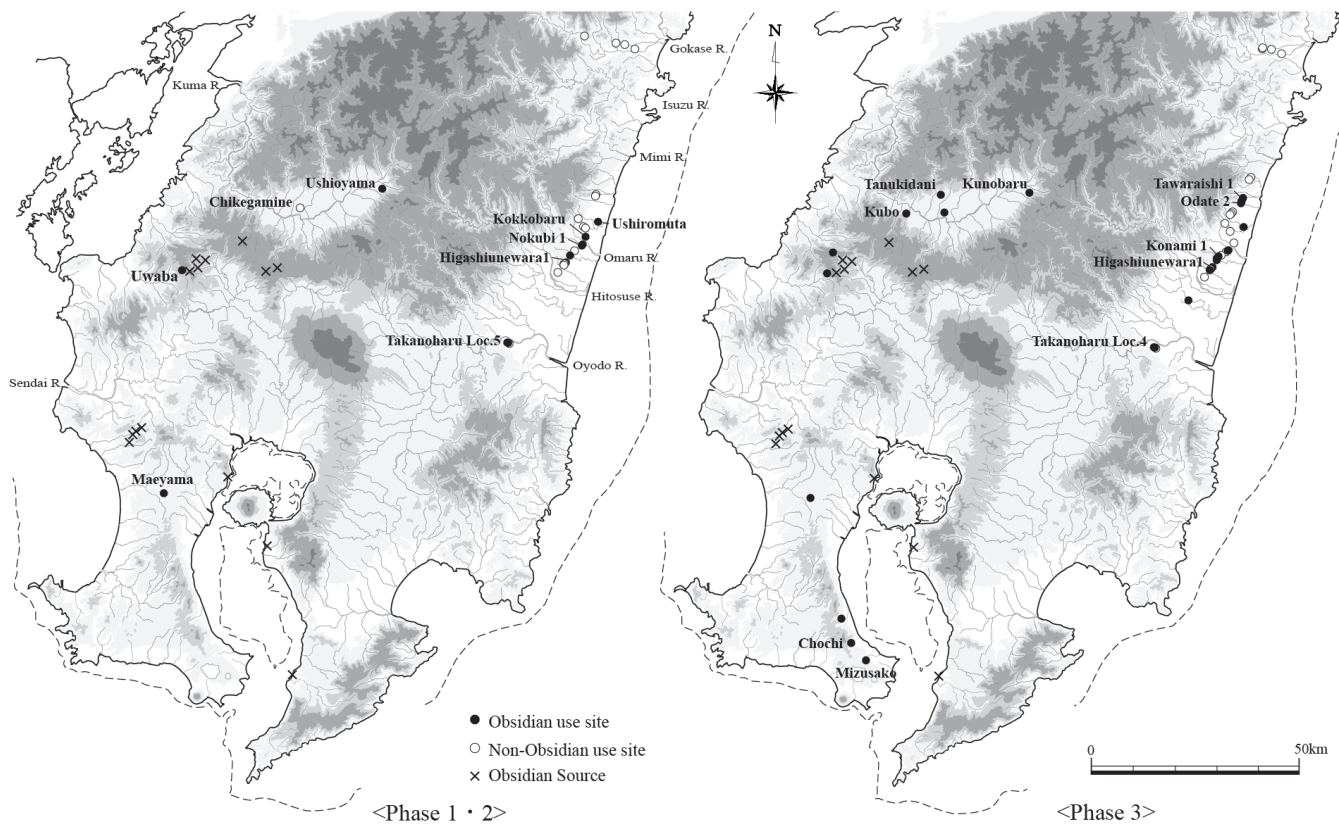 N
Gokase R.
Kuma R.
Isuzu R.
Mimi R.
Ushioyama
Chikegamine
Kokkobaru
Ushiromuta
Nokubi 1
Omaru R.
Higashiunewara1
Uwaba
Hitosuse R.
Takanoharu Loc.5
Oyodo R.
Sendai R.
Maeyama
Obsidian use site
Non-Obsidian use site
Obsidian Source
<Phase 1・2>
Tanukidani
Kunobaru
Tawaraishi 1
Odate 2
Kubo
Konami 1
Higashiunewara1
Takanoharu Loc.4
Chochi
Mizusako
0
50km
<Phase 3>